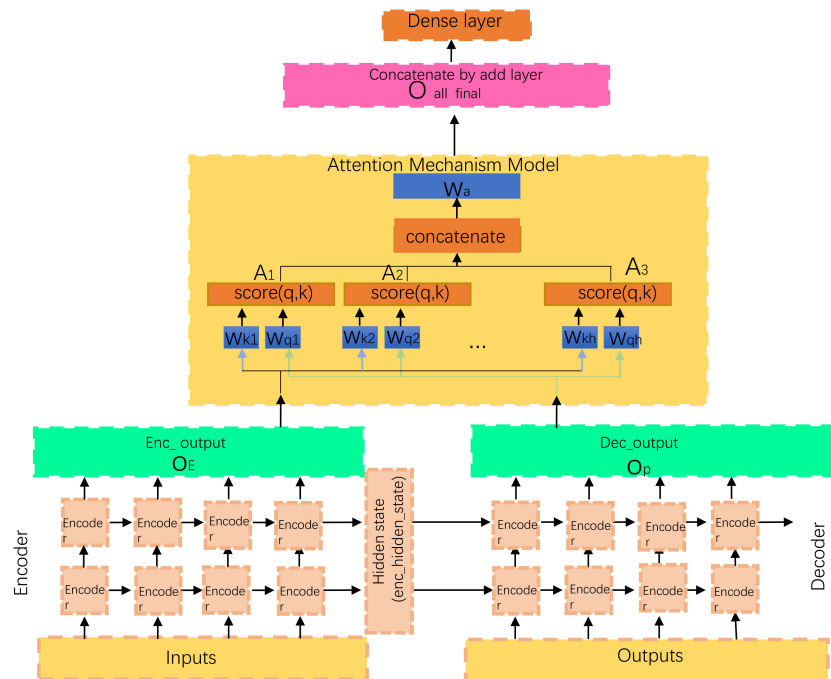 Dense layer
Concatenate by add layer
O all final
Attention Mechanism Model
Wa
concatenate
A1 A2 A3
score(q,k) score(q,k) score(q,k)
Wk1 Wq1 Wk2 Wq2 ... Wkh Wqh
Enc_ output Dec_output
OE Op
Encoder
Encode
r
Encode
r
Encode
r
Encode
r
Hidden state
(enc_hidden_state)
Encode
r
Encode
r
Encode
r
Encode
r
Decoder
Encode
r
Encode
r
Encode
r
Encode
r
Encode
r
Encode
r
Encode
r
Encode
r
Inputs Outputs